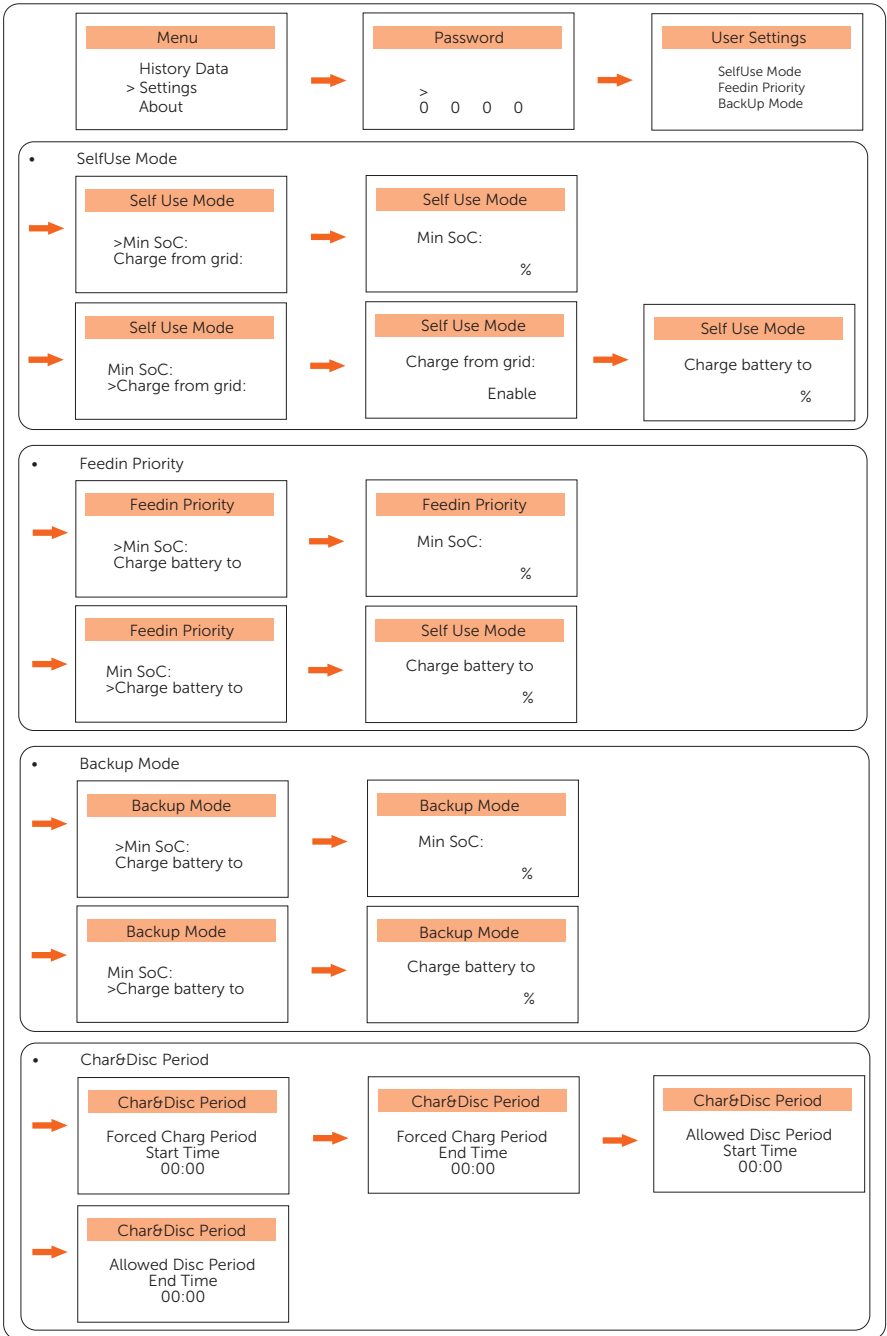 Menu
History Data
> Settings
About
Password
>
0 0 0 0
User Settings
SelfUse Mode
Feedin Priority
BackUp Mode
• SelfUse Mode
Self Use Mode
>Min SoC:
Charge from grid:
Self Use Mode
Min SoC:
%
Self Use Mode
Min SoC:
>Charge from grid:
Self Use Mode
Charge from grid:
Enable
Self Use Mode
Charge battery to
%
• Feedin Priority
Feedin Priority
>Min SoC:
Charge battery to
Feedin Priority
Min SoC:
%
Feedin Priority
Min SoC:
>Charge battery to
Self Use Mode
Charge battery to
%
• Backup Mode
Backup Mode
>Min SoC:
Charge battery to
Backup Mode
Min SoC:
%
Backup Mode
Min SoC:
>Charge battery to
Backup Mode
Charge battery to
%
• Char&Disc Period
Char&Disc Period
Forced Charg Period
Start Time
00:00
Char&Disc Period
Forced Charg Period
End Time
00:00
Char&Disc Period
Allowed Disc Period
Start Time
00:00
Char&Disc Period
Allowed Disc Period
End Time
00:00